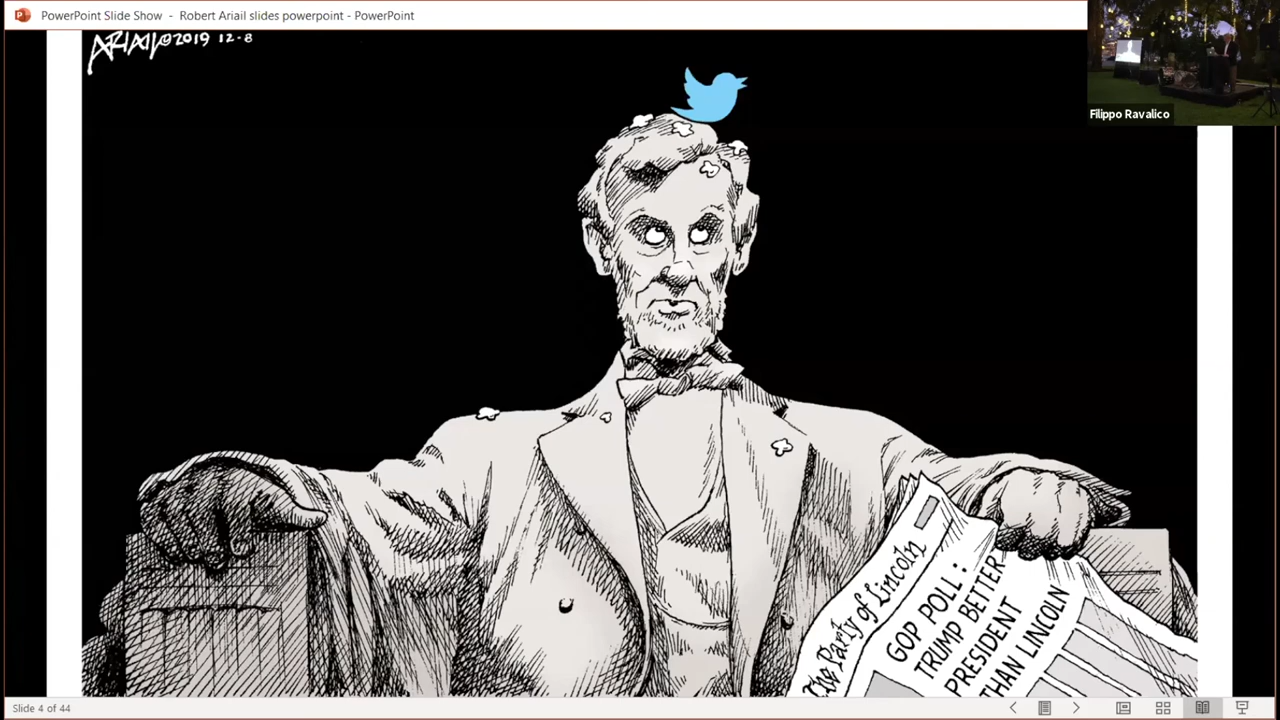 PowerPoint Slide Show - Robert Ariail slides powerpoint - PowerPoint
ARIAIL©2019 12-8
Filippo Ravalico
The Party of Lincoln
GOP POLL:
TRUMP BETTER
PRESIDENT
THAN LINCOLN
Slide 4 of 44